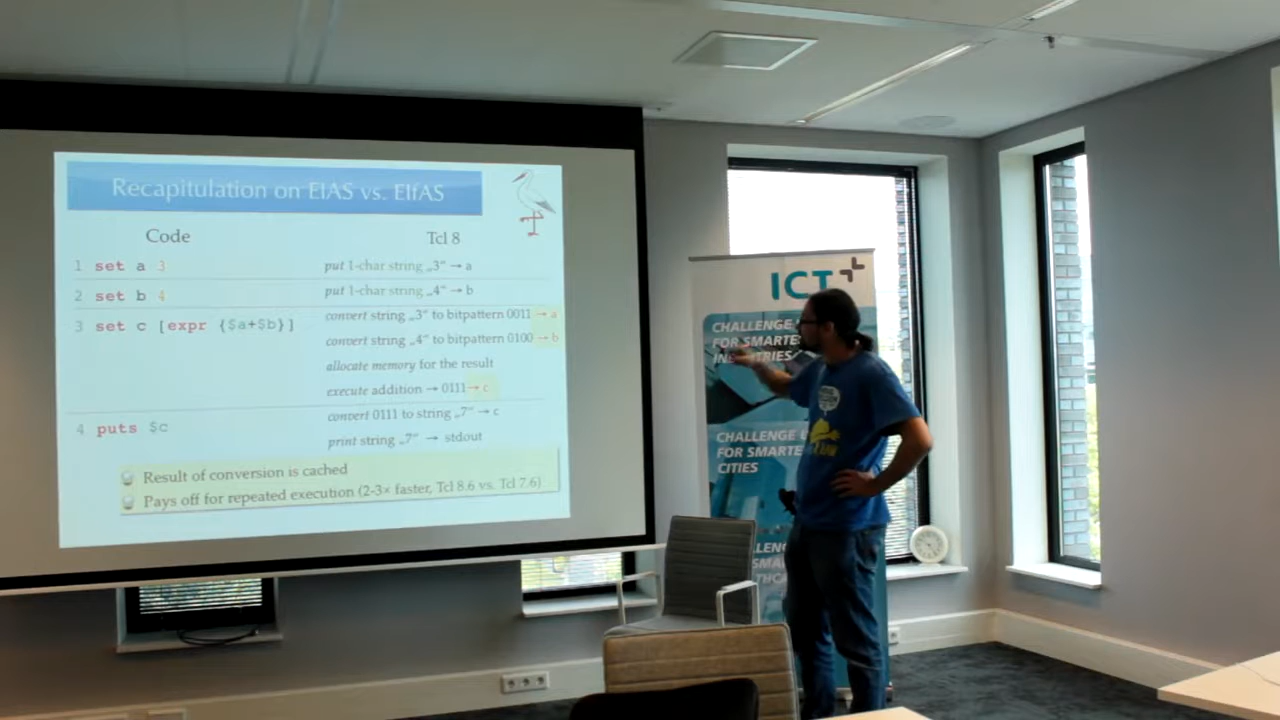 Recapitulation on EIAS vs. EIfAS
Code
Tcl 8
1 set a 3
put 1-char string „3” → a
2 set b 4
put 1-char string „4” → b
3 set c [expr {$a+$b}]
convert string „3” to bitpattern 0011 → a
convert string „4” to bitpattern 0100 → b
allocate memory for the result
execute addition → 0111 → c
4 puts $c
convert 0111 to string „7” → c
print string „7” → stdout
Result of conversion is cached
Pays off for repeated execution (2-3× faster, Tcl 8.6 vs. Tcl 7.6)
ICT
CHALLENGE
FOR SMARTE
IN
RIES
CHALLENGE
FOR SMARTE
CITIES